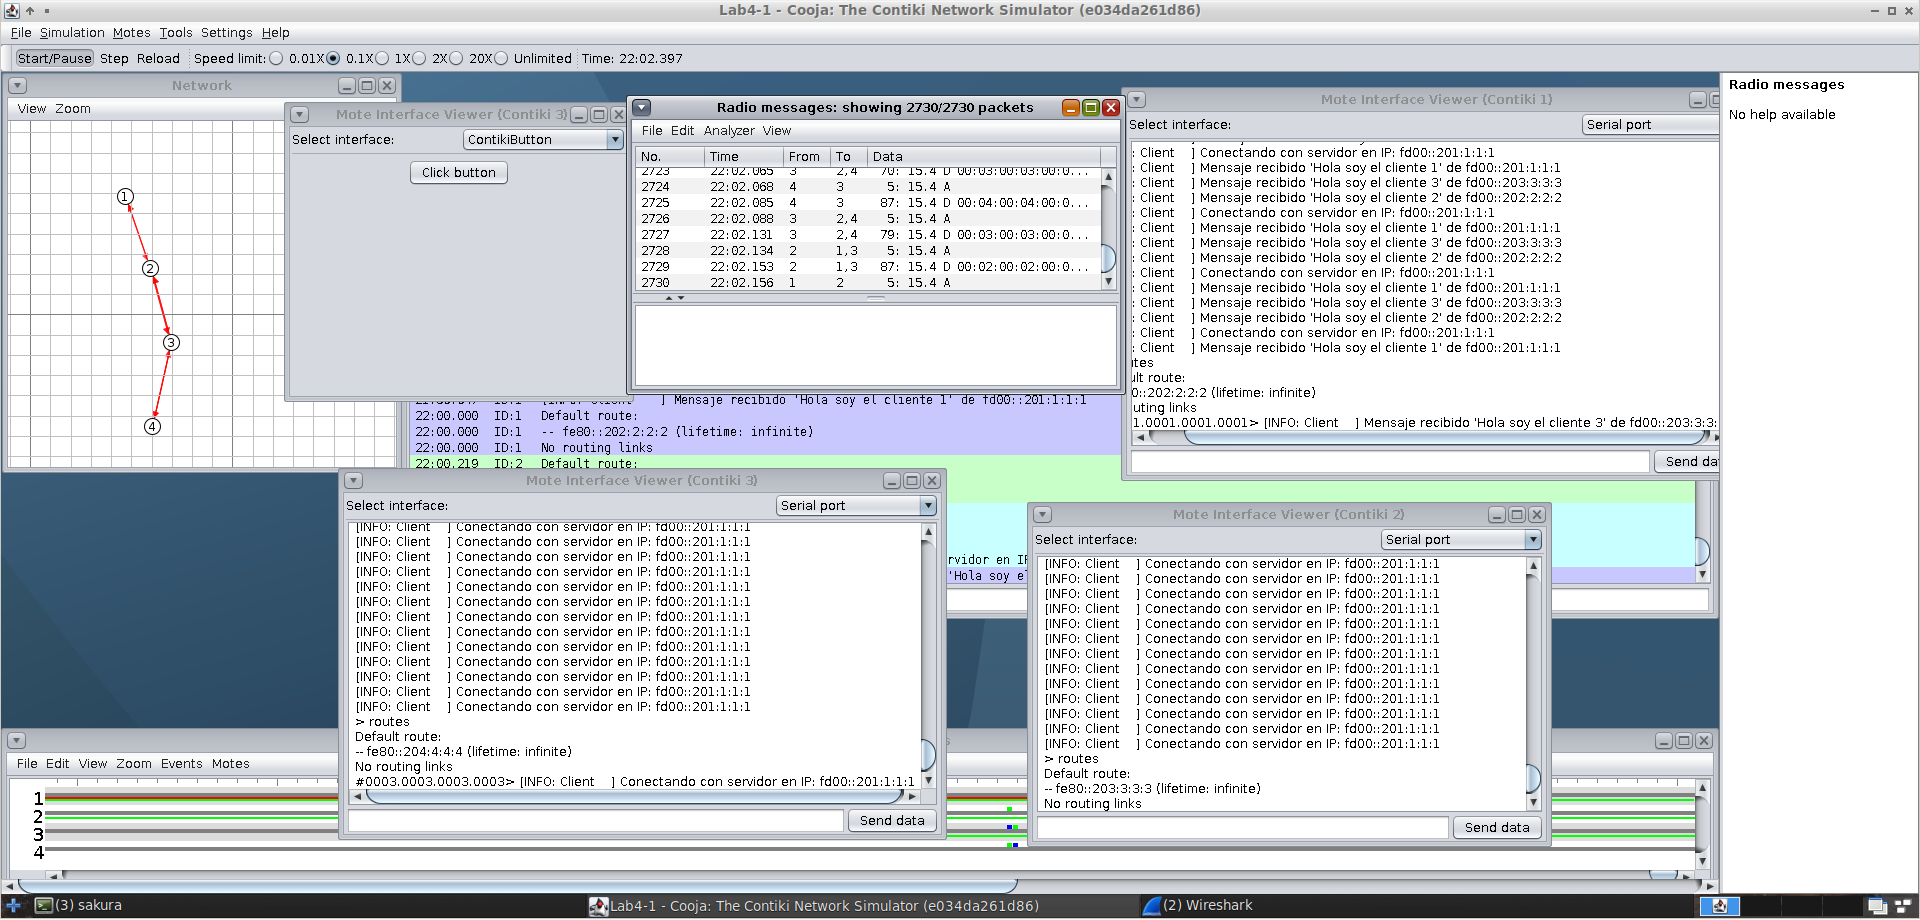 Lab4-1 - Cooja: The Contiki Network Simulator (e034da261d86)
File Simulation Motes Tools Settings Help
Start/Pause Step Reload Speed limit: 0.01X 0.1X 1X 2X 20X Unlimited Time: 22:02.397
Network
View Zoom
1
2
3
4
Mote Interface Viewer (Contiki 3)
Select interface: ContikiButton
Click button
Radio messages: showing 2730/2730 packets
File Edit Analyzer View
No. Time From To Data
2723 22:02.065 3 2,4 70: 15.4 D 00:03:00:03:00:0...
2724 22:02.068 4 3 5: 15.4 A
2725 22:02.085 4 3 87: 15.4 D 00:04:00:04:00:0...
2726 22:02.088 3 2,4 5: 15.4 A
2727 22:02.131 3 2,4 79: 15.4 D 00:03:00:03:00:0...
2728 22:02.134 2 1,3 5: 15.4 A
2729 22:02.153 2 1,3 87: 15.4 D 00:02:00:02:00:0...
2730 22:02.156 1 2 5: 15.4 A
Mote Interface Viewer (Contiki 1)
Select interface: Serial port
: Client ] Conectando con servidor en IP: fd00::201:1:1:1
: Client ] Mensaje recibido 'Hola soy el cliente 1' de fd00::201:1:1:1
: Client ] Mensaje recibido 'Hola soy el cliente 3' de fd00::203:3:3:3
: Client ] Mensaje recibido 'Hola soy el cliente 2' de fd00::202:2:2:2
: Client ] Conectando con servidor en IP: fd00::201:1:1:1
: Client ] Mensaje recibido 'Hola soy el cliente 1' de fd00::201:1:1:1
: Client ] Mensaje recibido 'Hola soy el cliente 3' de fd00::203:3:3:3
: Client ] Mensaje recibido 'Hola soy el cliente 2' de fd00::202:2:2:2
: Client ] Conectando con servidor en IP: fd00::201:1:1:1
: Client ] Mensaje recibido 'Hola soy el cliente 1' de fd00::201:1:1:1
: Client ] Mensaje recibido 'Hola soy el cliente 3' de fd00::203:3:3:3
: Client ] Mensaje recibido 'Hola soy el cliente 2' de fd00::202:2:2:2
: Client ] Conectando con servidor en IP: fd00::201:1:1:1
: Client ] Mensaje recibido 'Hola soy el cliente 1' de fd00::201:1:1:1
ites
ult route:
0::202:2:2:2 (lifetime: infinite)
uting links
1.0001.0001.0001> [INFO: Client ] Mensaje recibido 'Hola soy el cliente 3' de fd00::203:3:3:
Send da
Radio messages
No help available
] Mensaje recibido 'Hola soy el cliente 1' de fd00::201:1:1:1
22:00.000 ID:1 Default route:
22:00.000 ID:1 -- fe80::202:2:2:2 (lifetime: infinite)
22:00.000 ID:1 No routing links
22:00.219 ID:2 Default route:
rvidor en IP
'Hola soy el
Mote Interface Viewer (Contiki 3)
Select interface: Serial port
[INFO: Client ] Conectando con servidor en IP: fd00::201:1:1:1
[INFO: Client ] Conectando con servidor en IP: fd00::201:1:1:1
[INFO: Client ] Conectando con servidor en IP: fd00::201:1:1:1
[INFO: Client ] Conectando con servidor en IP: fd00::201:1:1:1
[INFO: Client ] Conectando con servidor en IP: fd00::201:1:1:1
[INFO: Client ] Conectando con servidor en IP: fd00::201:1:1:1
[INFO: Client ] Conectando con servidor en IP: fd00::201:1:1:1
[INFO: Client ] Conectando con servidor en IP: fd00::201:1:1:1
[INFO: Client ] Conectando con servidor en IP: fd00::201:1:1:1
[INFO: Client ] Conectando con servidor en IP: fd00::201:1:1:1
[INFO: Client ] Conectando con servidor en IP: fd00::201:1:1:1
[INFO: Client ] Conectando con servidor en IP: fd00::201:1:1:1
[INFO: Client ] Conectando con servidor en IP: fd00::201:1:1:1
> routes
Default route:
-- fe80::204:4:4:4 (lifetime: infinite)
No routing links
#0003.0003.0003.0003> [INFO: Client ] Conectando con servidor en IP: fd00::201:1:1:1
Send data
Mote Interface Viewer (Contiki 2)
Select interface: Serial port
[INFO: Client ] Conectando con servidor en IP: fd00::201:1:1:1
[INFO: Client ] Conectando con servidor en IP: fd00::201:1:1:1
[INFO: Client ] Conectando con servidor en IP: fd00::201:1:1:1
[INFO: Client ] Conectando con servidor en IP: fd00::201:1:1:1
[INFO: Client ] Conectando con servidor en IP: fd00::201:1:1:1
[INFO: Client ] Conectando con servidor en IP: fd00::201:1:1:1
[INFO: Client ] Conectando con servidor en IP: fd00::201:1:1:1
[INFO: Client ] Conectando con servidor en IP: fd00::201:1:1:1
[INFO: Client ] Conectando con servidor en IP: fd00::201:1:1:1
[INFO: Client ] Conectando con servidor en IP: fd00::201:1:1:1
[INFO: Client ] Conectando con servidor en IP: fd00::201:1:1:1
[INFO: Client ] Conectando con servidor en IP: fd00::201:1:1:1
[INFO: Client ] Conectando con servidor en IP: fd00::201:1:1:1
> routes
Default route:
-- fe80::203:3:3:3 (lifetime: infinite)
No routing links
Send data
File Edit View Zoom Events Motes
1
2
3
4
(3) sakura
Lab4-1 - Cooja: The Contiki Network Simulator (e034da261d86)
(2) Wireshark